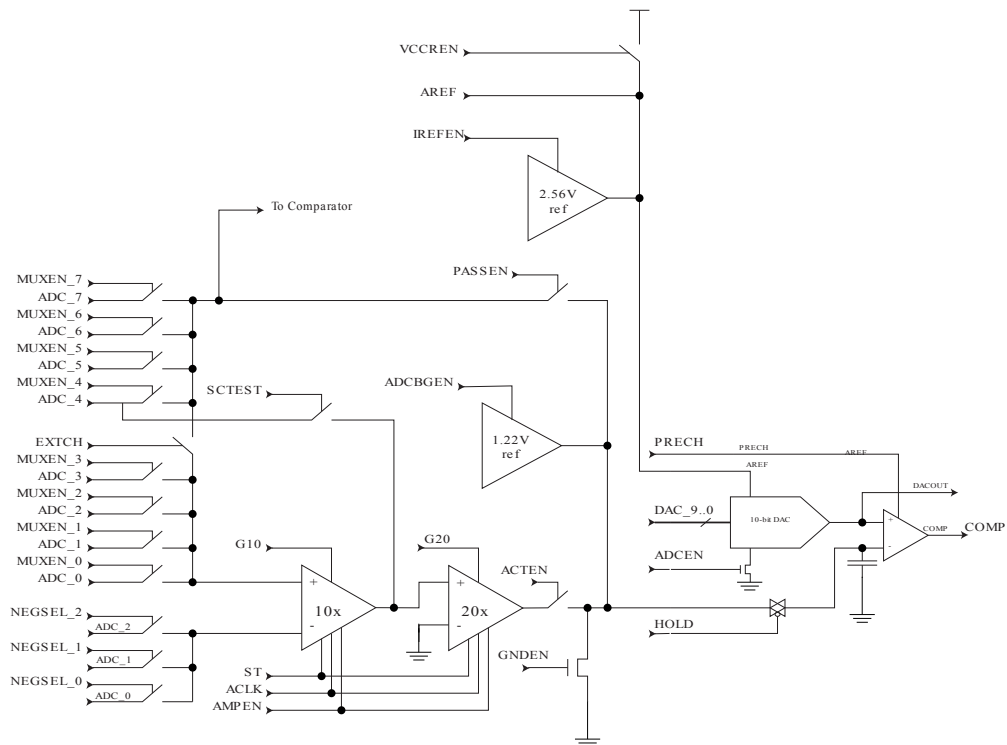 VCCREN
AREF
IREFEN
2.56V
ref
To Comparator
PASSEN
MUXEN_7
ADC_7
MUXEN_6
ADC_6
MUXEN_5
ADC_5
MUXEN_4
ADC_4
SCTEST
ADCBGEN
1.22V
ref
EXTCH
MUXEN_3
ADC_3
MUXEN_2
ADC_2
MUXEN_1
ADC_1
MUXEN_0
ADC_0
PRECH
PRECH
AREF
AREF
DACOUT
DAC_9..0
10-bit DAC
+
-
COMP
COMP
ADCEN
G10
G20
ACTEN
+
10x
-
+
20x
-
HOLD
NEGSEL_2
ADC_2
NEGSEL_1
ADC_1
NEGSEL_0
ADC_0
ST
ACLK
AMPEN
GNDEN